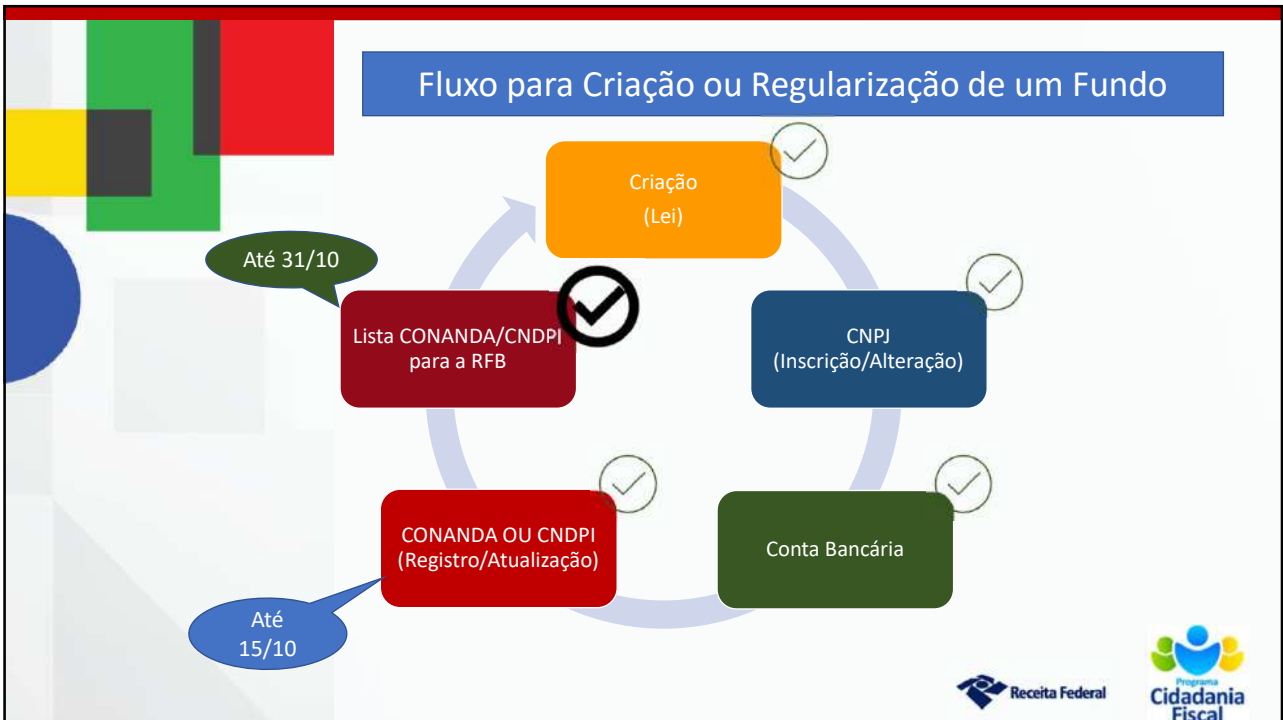 Fluxo para Criação ou Regularização de um Fundo
Criação
(Lei)
Até 31/10
Lista CONANDA/CNDPI
para a RFB
CNPJ
(Inscrição/Alteração)
CONANDA OU CNDPI
(Registro/Atualização)
Conta Bancária
Até
15/10
Receita Federal
Programa
Cidadania
Fiscal